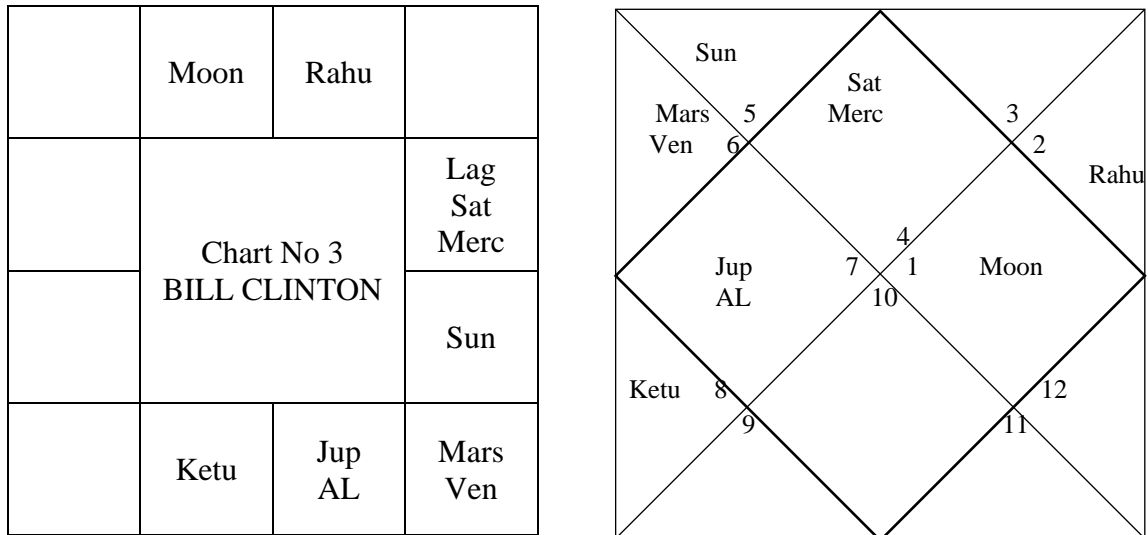 Moon
Rahu
Lag
Sat
Merc
Chart No 3
BILL CLINTON
Sun
Ketu
Jup
AL
Mars
Ven
Sun
Sat
Merc
Mars 5
Ven 6
3
2
Rahu
4
Jup
AL
7 1
10
Moon
Ketu 8
9
12
11